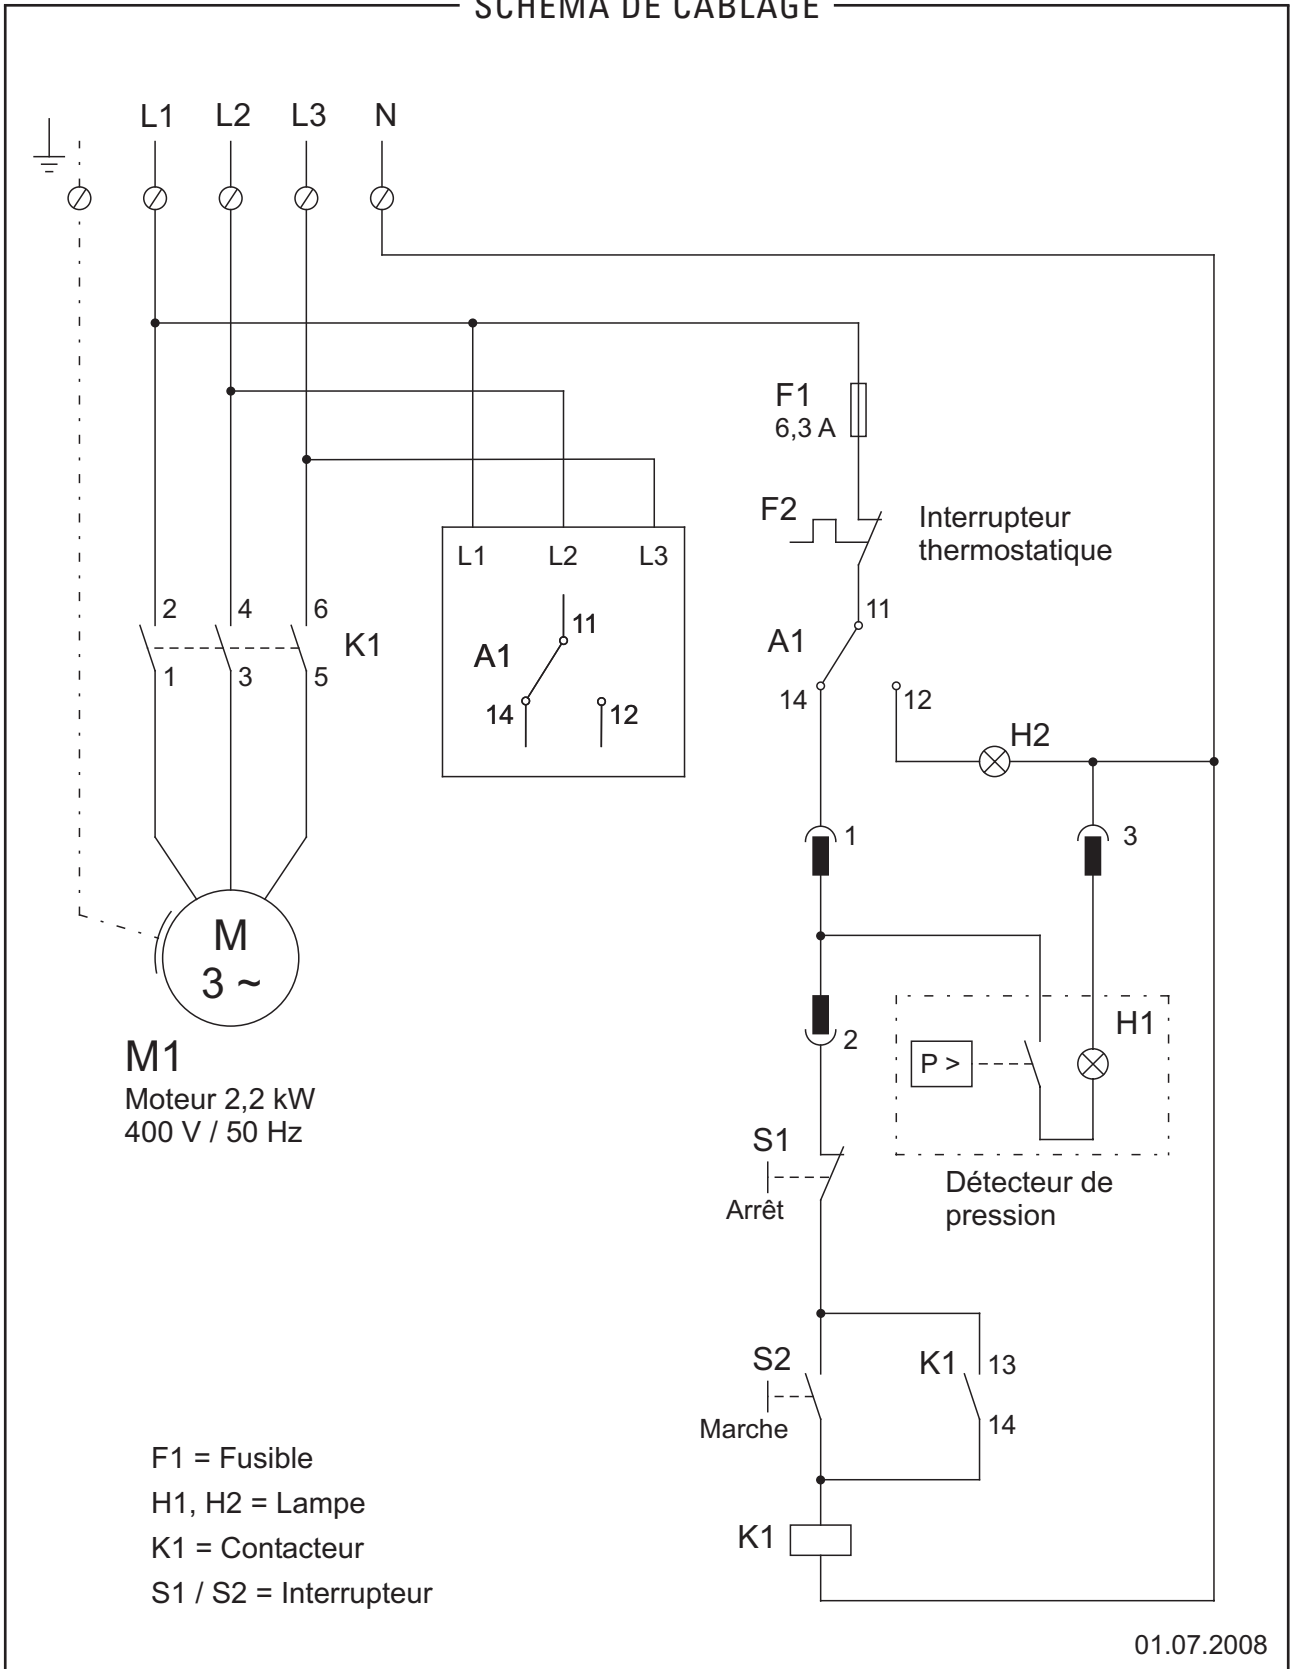 SCHÉMA DE CÂBLAGE
L1 L2 L3 N
F1
6,3 A
F2
Interrupteur
thermostatique
L1 L2 L3
11
A1
14 12
2 4 6
K1
1 3 5
11
A1
14 12
H2
1 3
M
3 ~
M1
Moteur 2,2 kW
400 V / 50 Hz
2
H1
P >
Détecteur de
pression
S1
Arrêt
S2
Marche
K1 13
14
K1
F1 = Fusible
H1, H2 = Lampe
K1 = Contacteur
S1 / S2 = Interrupteur
01.07.2008